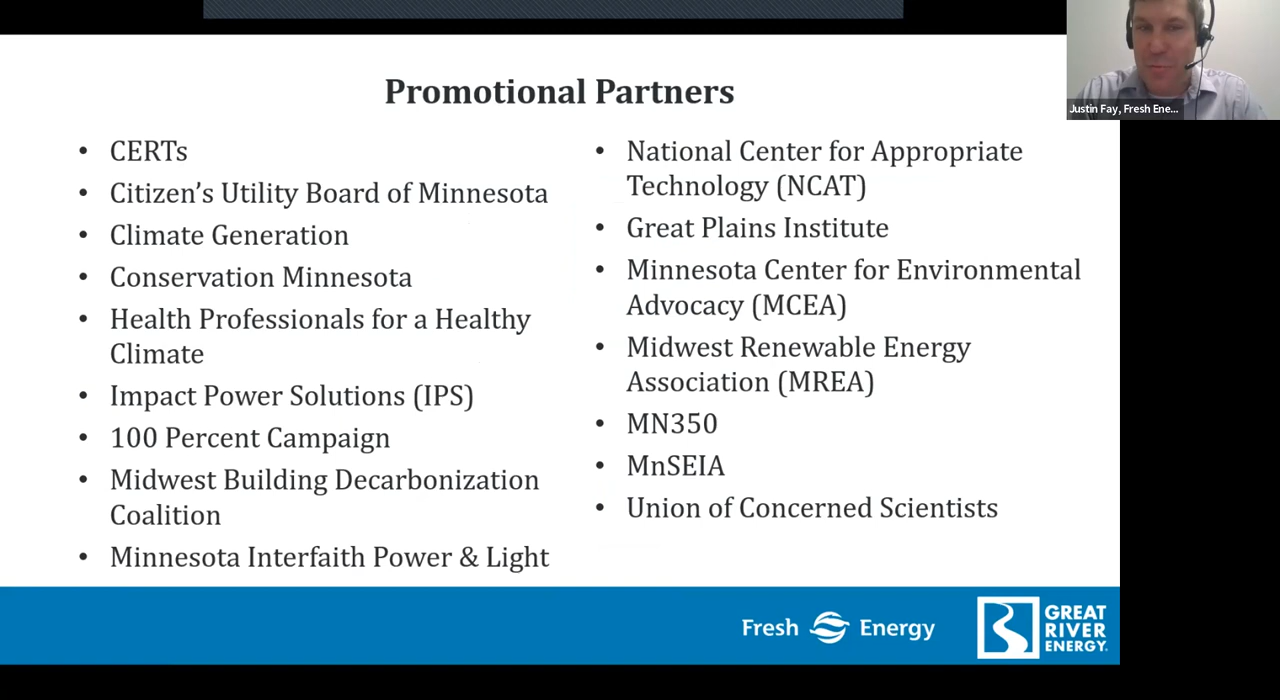 Promotional Partners
• CERTs
• Citizen’s Utility Board of Minnesota
• Climate Generation
• Conservation Minnesota
• Health Professionals for a Healthy
Climate
• Impact Power Solutions (IPS)
• 100 Percent Campaign
• Midwest Building Decarbonization
Coalition
• Minnesota Interfaith Power & Light
• National Center for Appropriate
Technology (NCAT)
• Great Plains Institute
• Minnesota Center for Environmental
Advocacy (MCEA)
• Midwest Renewable Energy
Association (MREA)
• MN350
• MnSEIA
• Union of Concerned Scientists
Justin Fay, Fresh Ene...
Fresh Energy
GREAT
RIVER
ENERGY.